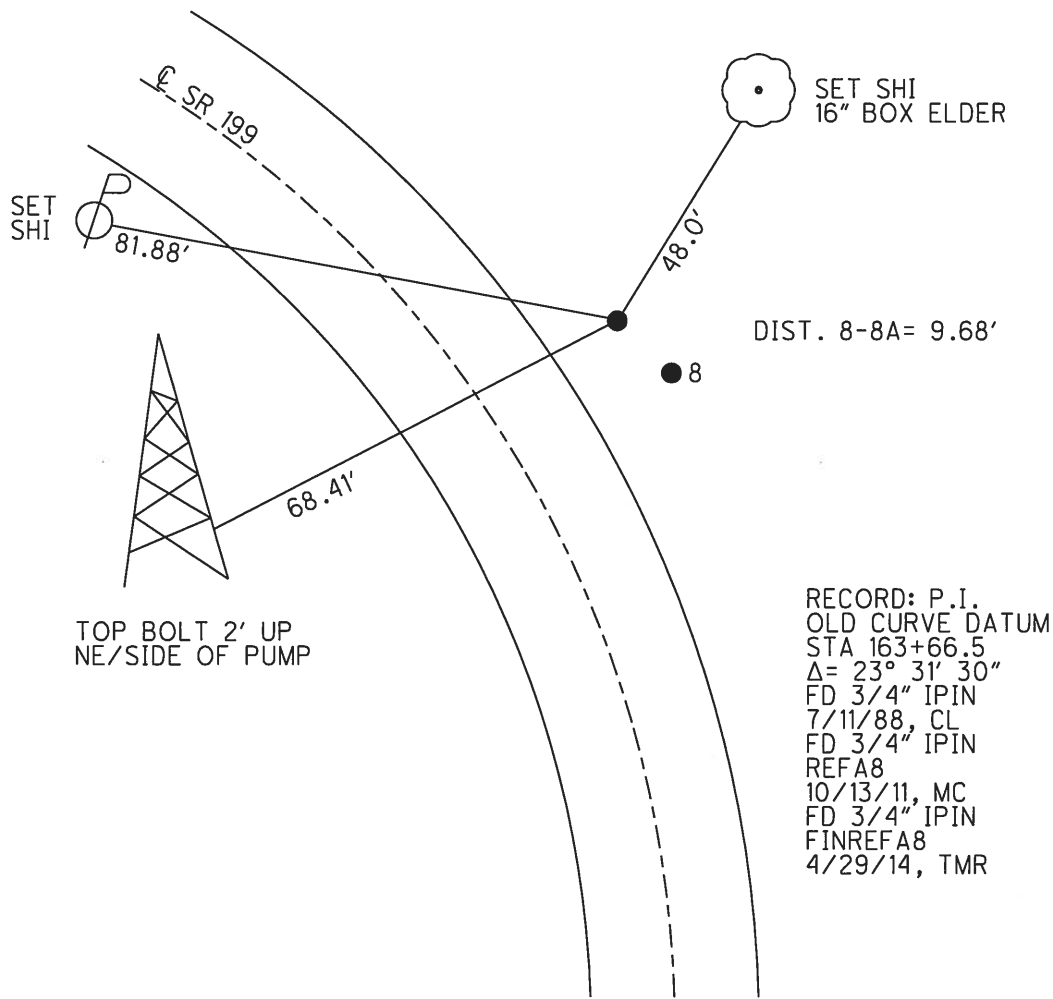 ℄ SR 199
SET SHI
16" BOX ELDER
SET
SHI
81.88'
48.0'
DIST. 8-8A= 9.68'
8
68.41'
TOP BOLT 2' UP
NE/SIDE OF PUMP
RECORD: P.I.
OLD CURVE DATUM
STA 163+66.5
Δ= 23° 31' 30"
FD 3/4" IPIN
7/11/88, CL
FD 3/4" IPIN
REFA8
10/13/11, MC
FD 3/4" IPIN
FINREFA8
4/29/14, TMR